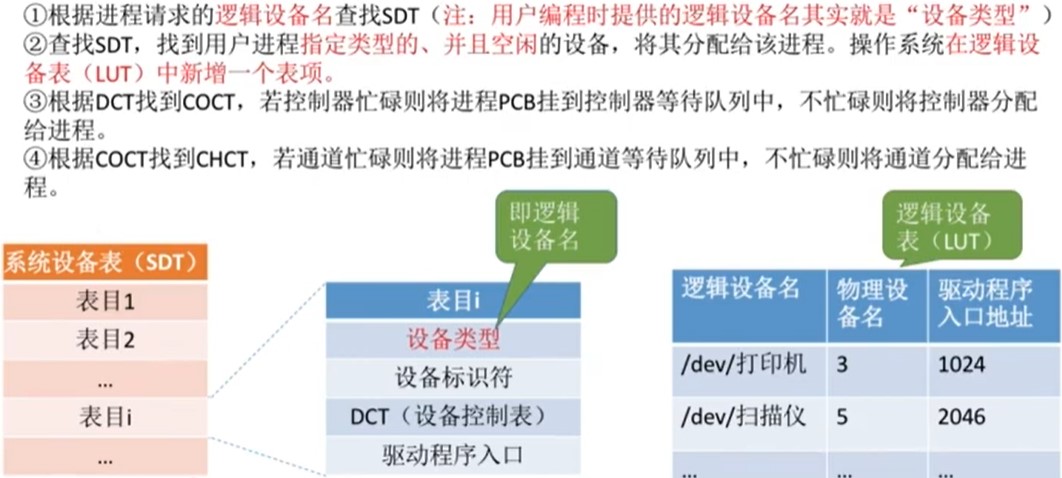 ①根据进程请求的逻辑设备名查找SDT（注：用户编程时提供的逻辑设备名其实就是“设备类型”）
②查找SDT，找到用户进程指定类型的、并且空闲的设备，将其分配给该进程。操作系统在逻辑设
备表（LUT）中新增一个表项。
③根据DCT找到COCT，若控制器忙碌则将进程PCB挂到控制器等待队列中，不忙碌则将控制器分配
给进程。
④根据COCT找到CHCT，若通道忙碌则将进程PCB挂到通道等待队列中，不忙碌则将通道分配给进
程。
即逻辑
设备名
逻辑设备
表（LUT）
系统设备表（SDT）
表目1
表目2
...
表目i
...
表目i
设备类型
设备标识符
DCT（设备控制表）
驱动程序入口
逻辑设备名 物理设
备名 驱动程序
入口地址
/dev/打印机 3 1024
/dev/扫描仪 5 2046
... ... ...